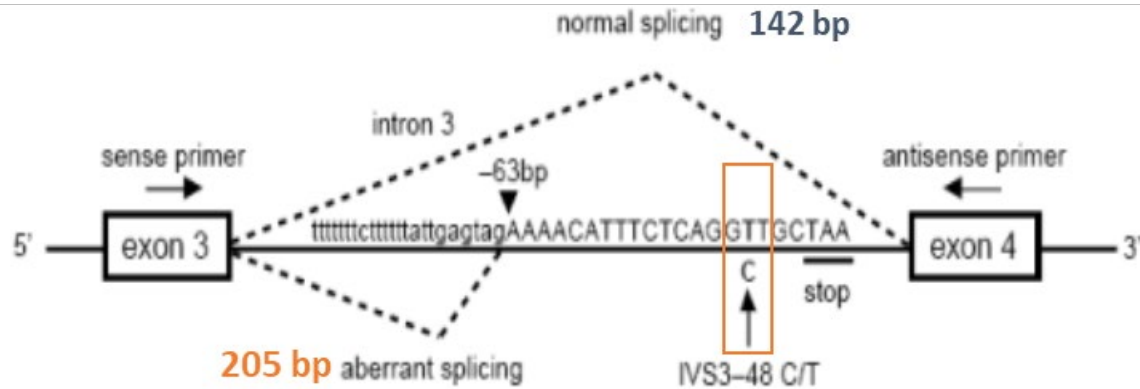 normal splicing 142 bp
intron 3
sense primer
antisense primer
–63bp
tttttttctttttttattgagtagAAAACATTTCTCAGGTTGCTAA
5’ exon 3 exon 4 3’
C
stop
205 bp aberrant splicing
IVS3–48 C/T